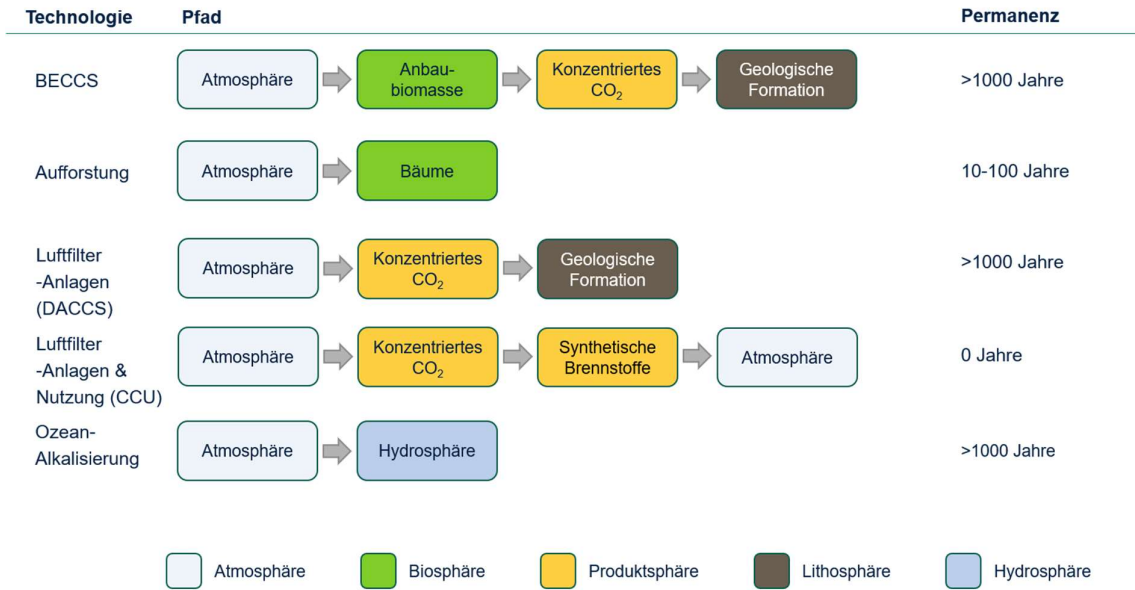 Technologie Pfad Permanenz
BECCS
Atmosphäre
Anbau-
biomasse
Konzentriertes
CO₂
Geologische
Formation
>1000 Jahre
Aufforstung
Atmosphäre
Bäume
10-100 Jahre
Luftfilter
-Anlagen
(DACCS)
Atmosphäre
Konzentriertes
CO₂
Geologische
Formation
>1000 Jahre
Luftfilter
-Anlagen &
Nutzung (CCU)
Atmosphäre
Konzentriertes
CO₂
Synthetische
Brennstoffe
Atmosphäre
0 Jahre
Ozean-
Alkalisierung
Atmosphäre
Hydrosphäre
>1000 Jahre
Atmosphäre Biosphäre Produktsphäre Lithosphäre Hydrosphäre